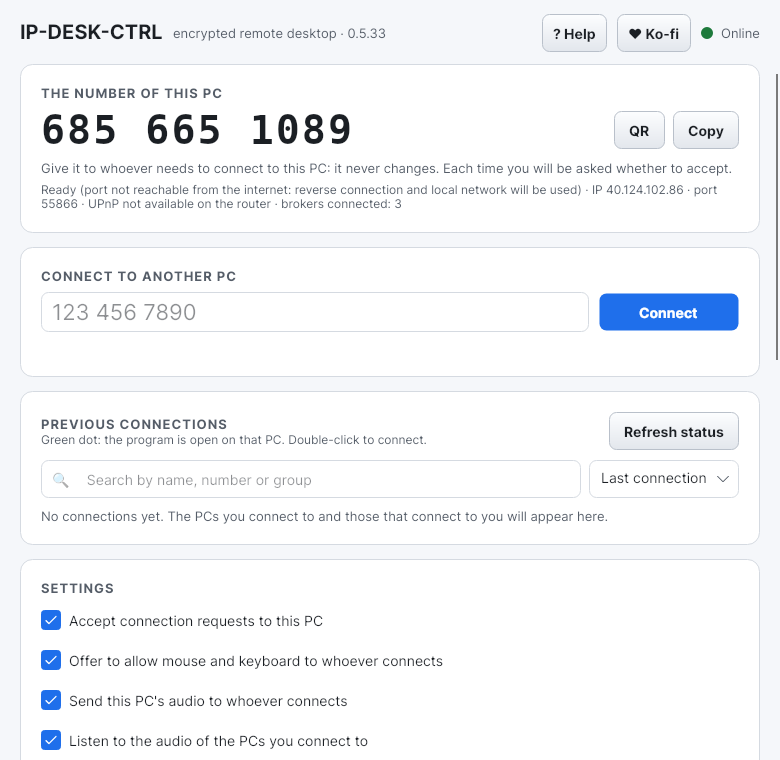 IP-DESK-CTRL encrypted remote desktop · 0.5.33 ? Help ♥ Ko-fi Online
THE NUMBER OF THIS PC
685 665 1089 QR Copy
Give it to whoever needs to connect to this PC: it never changes. Each time you will be asked whether to accept.
Ready (port not reachable from the internet: reverse connection and local network will be used) · IP 40.124.102.86 · port
55866 · UPnP not available on the router · brokers connected: 3
CONNECT TO ANOTHER PC
123 456 7890 Connect
PREVIOUS CONNECTIONS
Green dot: the program is open on that PC. Double-click to connect.
Refresh status
Search by name, number or group Last connection
No connections yet. The PCs you connect to and those that connect to you will appear here.
SETTINGS
Accept connection requests to this PC
Offer to allow mouse and keyboard to whoever connects
Send this PC's audio to whoever connects
Listen to the audio of the PCs you connect to